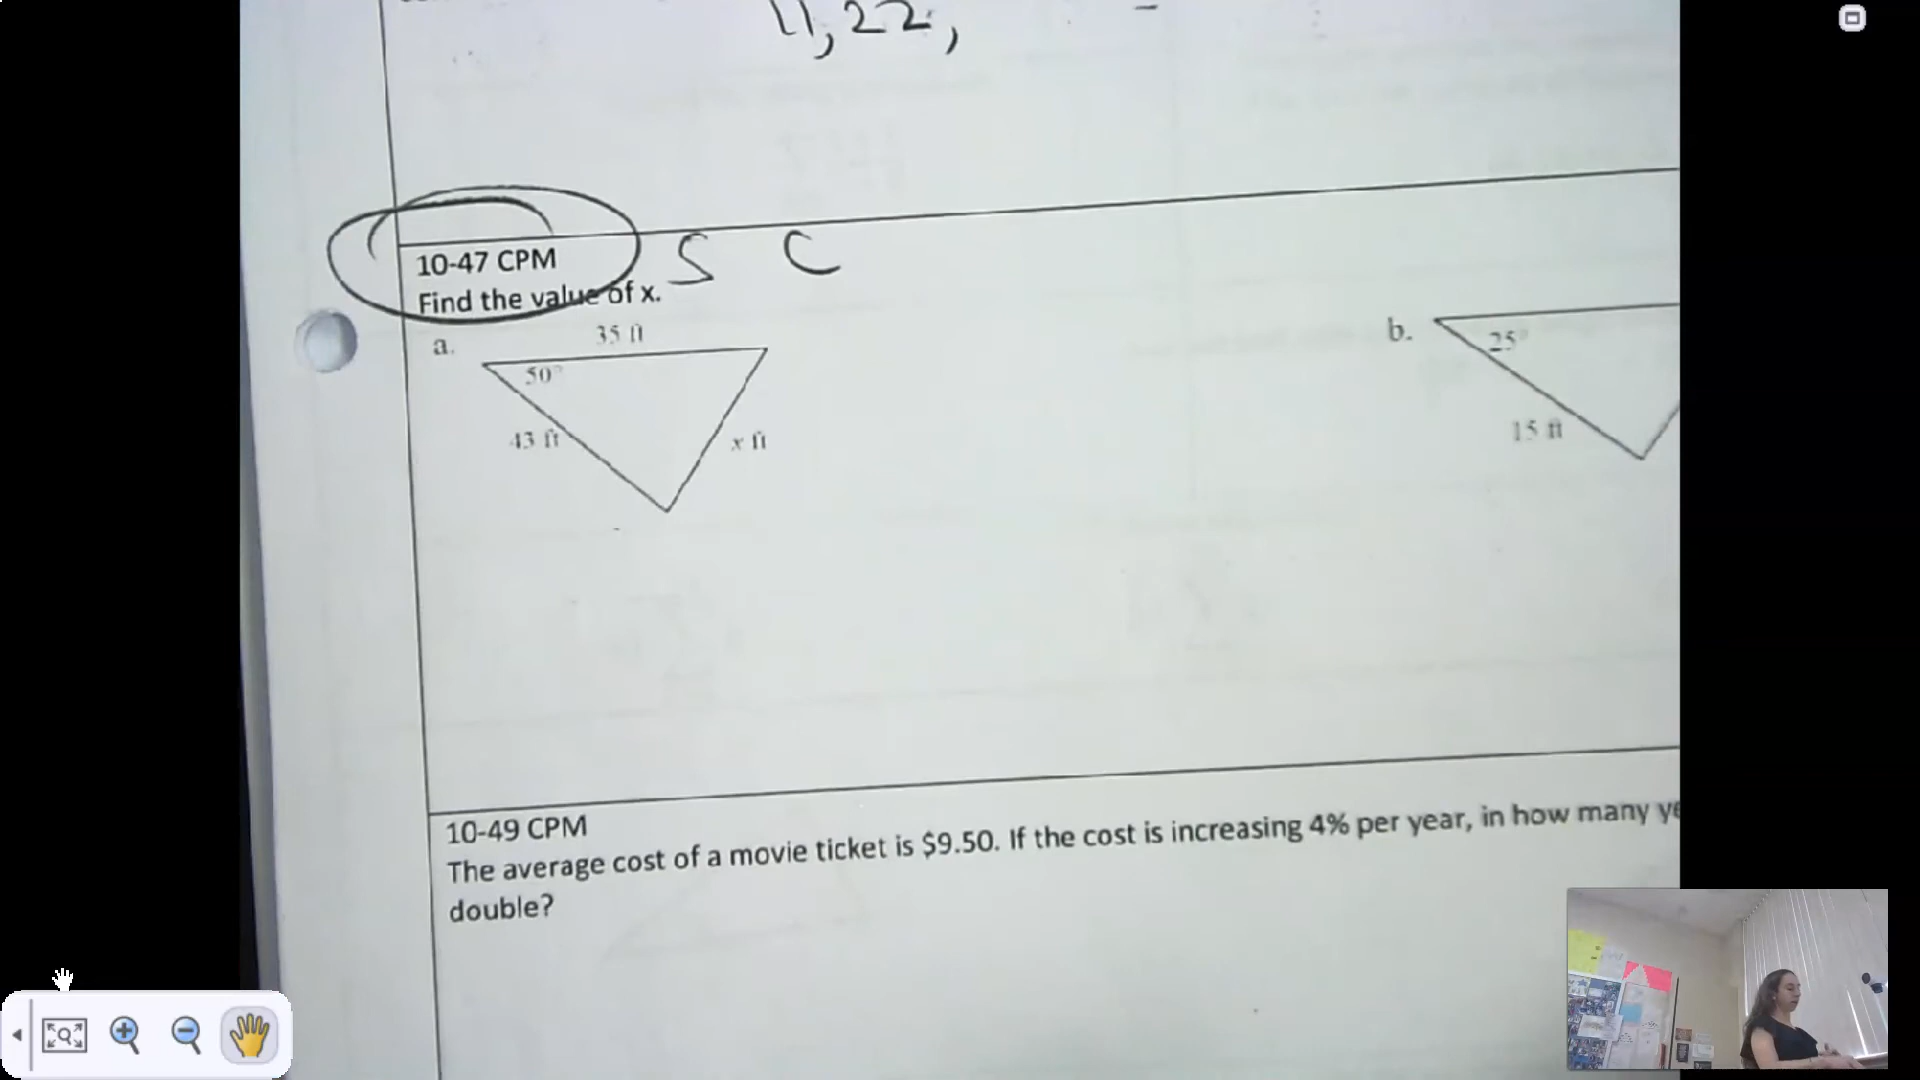 11, 22,
10-47 CPM
S C
Find the value of x.
a.
35 ft
50°
43 ft
x ft
b.
25°
15 ft
10-49 CPM
The average cost of a movie ticket is $9.50. If the cost is increasing 4% per year, in how many ye
double?